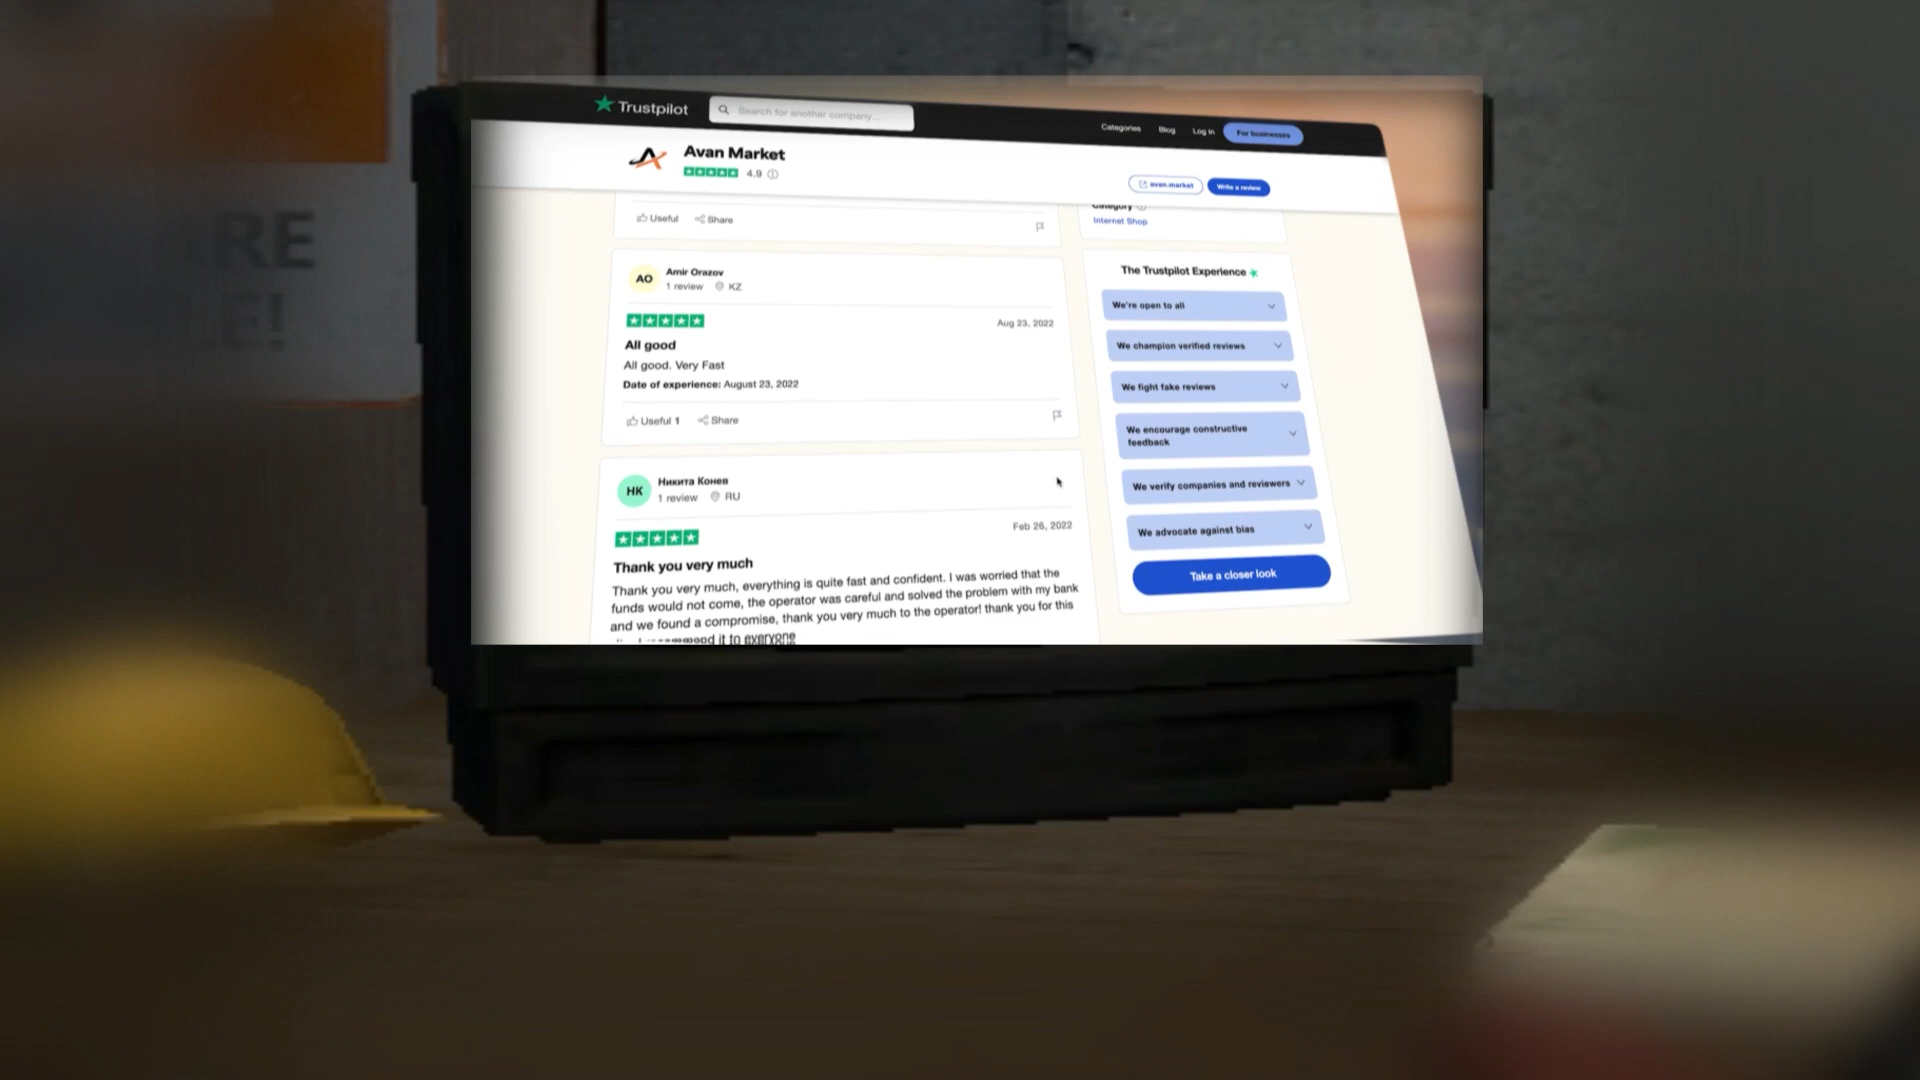 RE
E!
Trustpilot
Search for another company...
Categories
Blog
Log in
For businesses
Avan Market
4.9
avan.market
Write a review
Useful
Share
Category
Internet Shop
AO
Amir Orazov
1 review
KZ
Aug 23, 2022
All good
All good. Very Fast
Date of experience: August 23, 2022
Useful 1
Share
НК
Никита Конев
1 review
RU
Feb 26, 2022
Thank you very much
Thank you very much, everything is quite fast and confident. I was worried that the
funds would not come, the operator was careful and solved the problem with my bank
and we found a compromise, thank you very much to the operator! thank you for this
it to everyone
The Trustpilot Experience
We're open to all
We champion verified reviews
We fight fake reviews
We encourage constructive
feedback
We verify companies and reviewers
We advocate against bias
Take a closer look